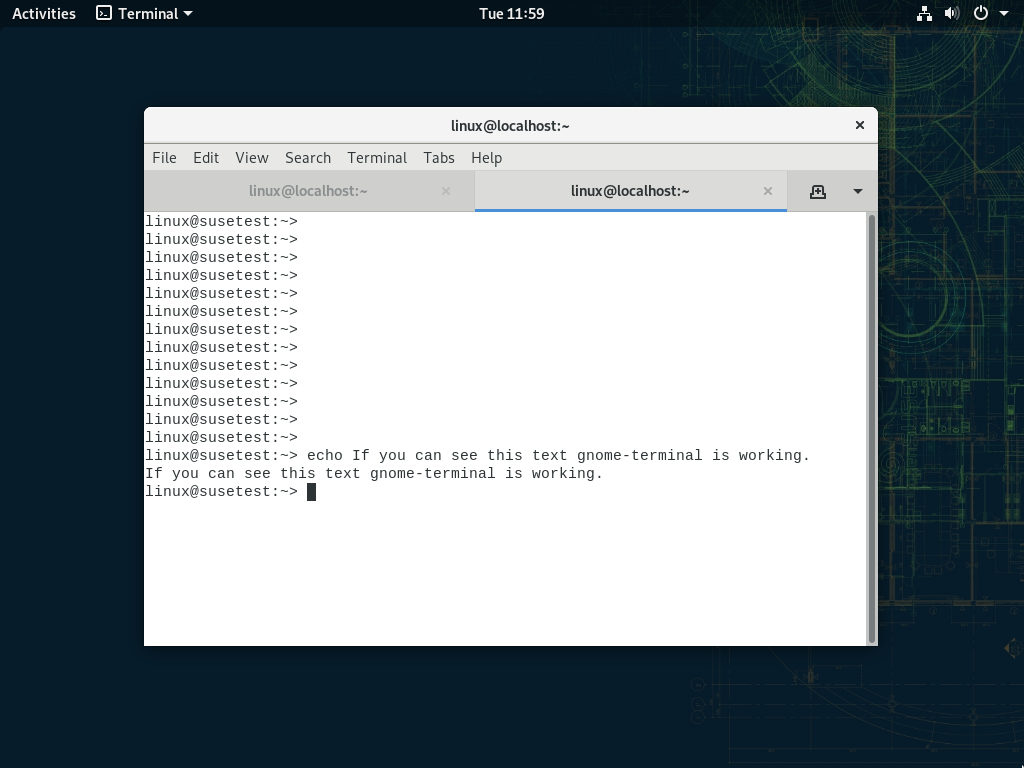 Activities Terminal Tue 11:59
linux@localhost:~
File Edit View Search Terminal Tabs Help
linux@localhost:~ linux@localhost:~
linux@susetest:~>
linux@susetest:~>
linux@susetest:~>
linux@susetest:~>
linux@susetest:~>
linux@susetest:~>
linux@susetest:~>
linux@susetest:~>
linux@susetest:~>
linux@susetest:~>
linux@susetest:~>
linux@susetest:~>
linux@susetest:~>
linux@susetest:~> echo If you can see this text gnome-terminal is working.
If you can see this text gnome-terminal is working.
linux@susetest:~>